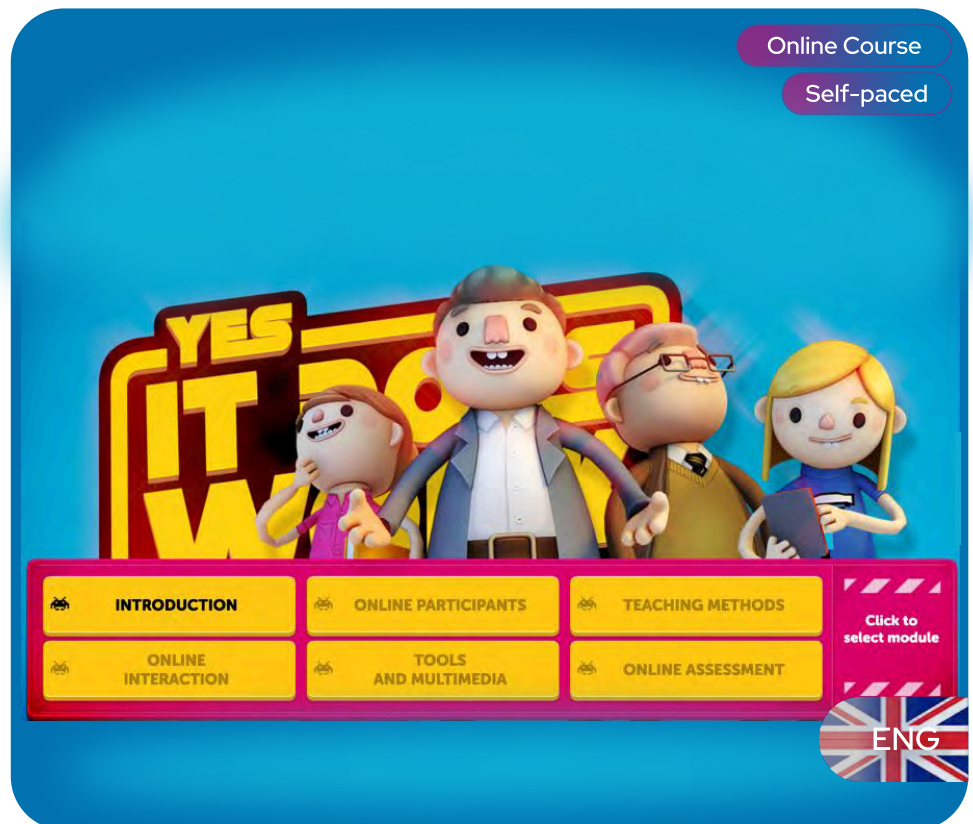 Online Course
Self-paced
YES
IT
INTRODUCTION
ONLINE PARTICIPANTS
TEACHING METHODS
Click to
select module
ONLINE
INTERACTION
TOOLS
AND MULTIMEDIA
ONLINE ASSESSMENT
ENG